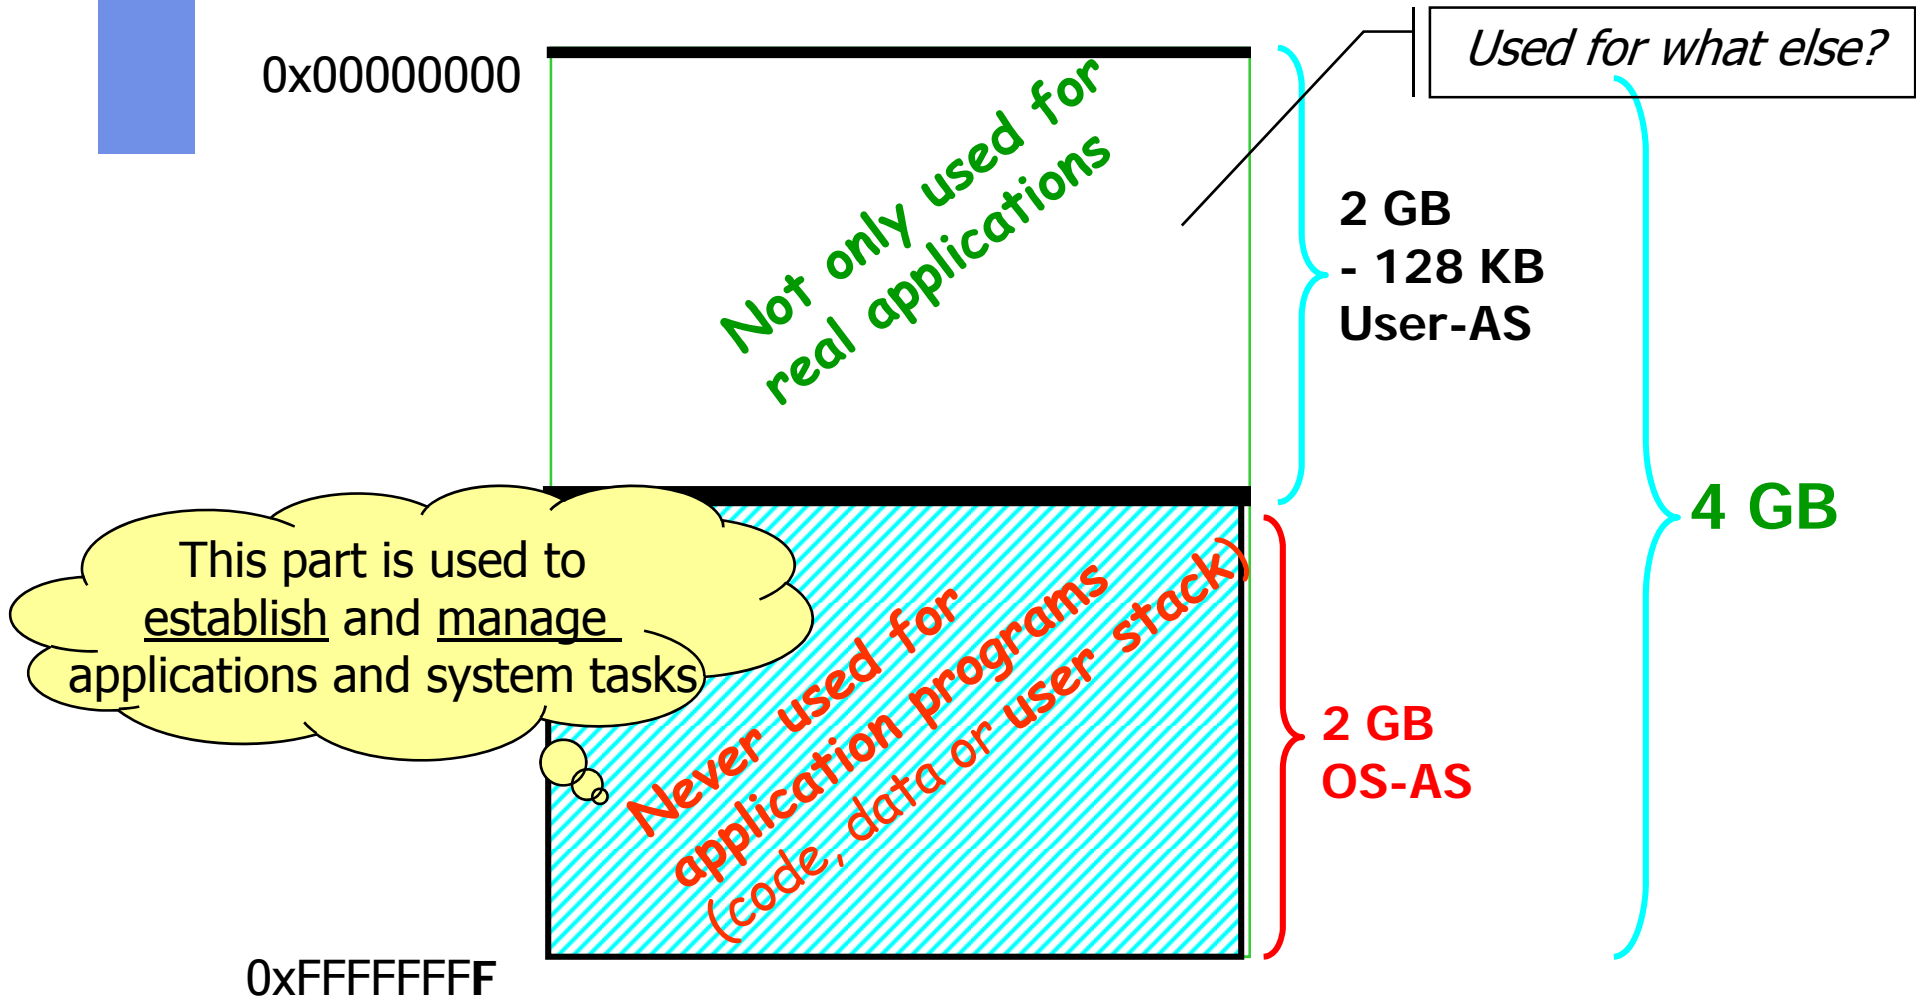 0x00000000
Used for what else?
Not only used for
real applications
2 GB
- 128 KB
User-AS
4 GB
This part is used to
establish and manage
applications and system tasks
Never used for
application programs
(code, data or user stack)
2 GB
OS-AS
0xFFFFFFFF